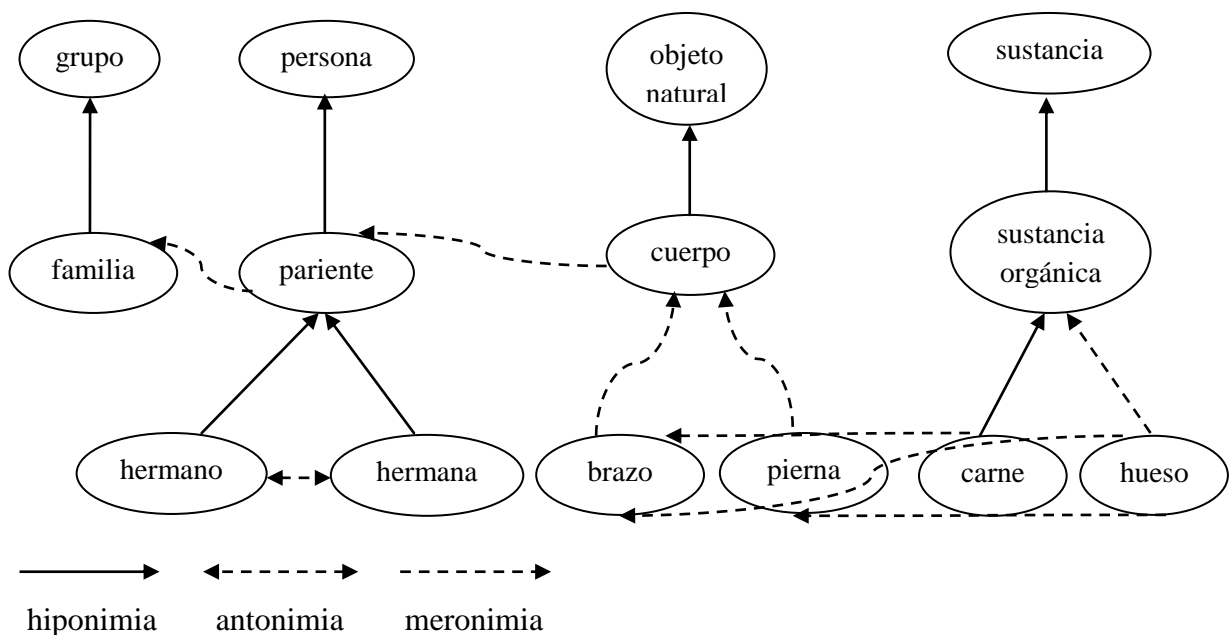 grupo
persona
objeto
natural
sustancia
familia
pariente
cuerpo
sustancia
orgánica
hermano
hermana
brazo
pierna
carne
hueso
hiponimia
antonimia
meronimia